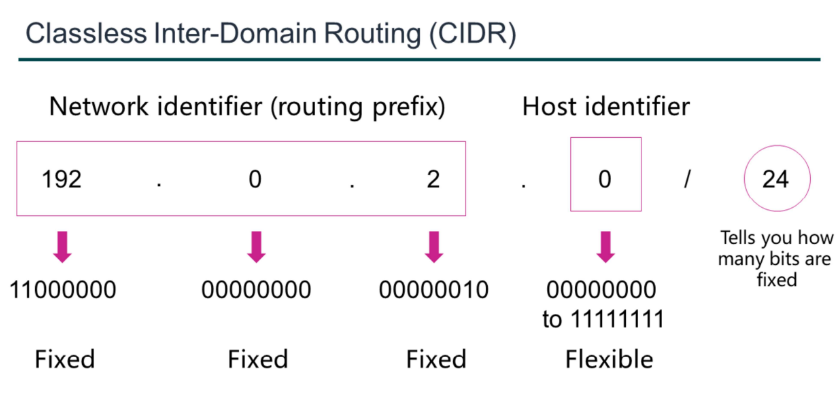 Classless Inter-Domain Routing (CIDR)
Network identifier (routing prefix)
Host identifier
192 . 0 . 2 . 0 / 24
Tells you how
many bits are
fixed
11000000 00000000 00000010 00000000
to 11111111
Fixed Fixed Fixed Flexible